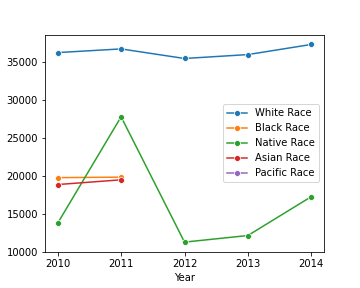 35000
30000
25000
20000
15000
10000
White Race
Black Race
Native Race
Asian Race
Pacific Race
2010 2011 2012 2013 2014
Year